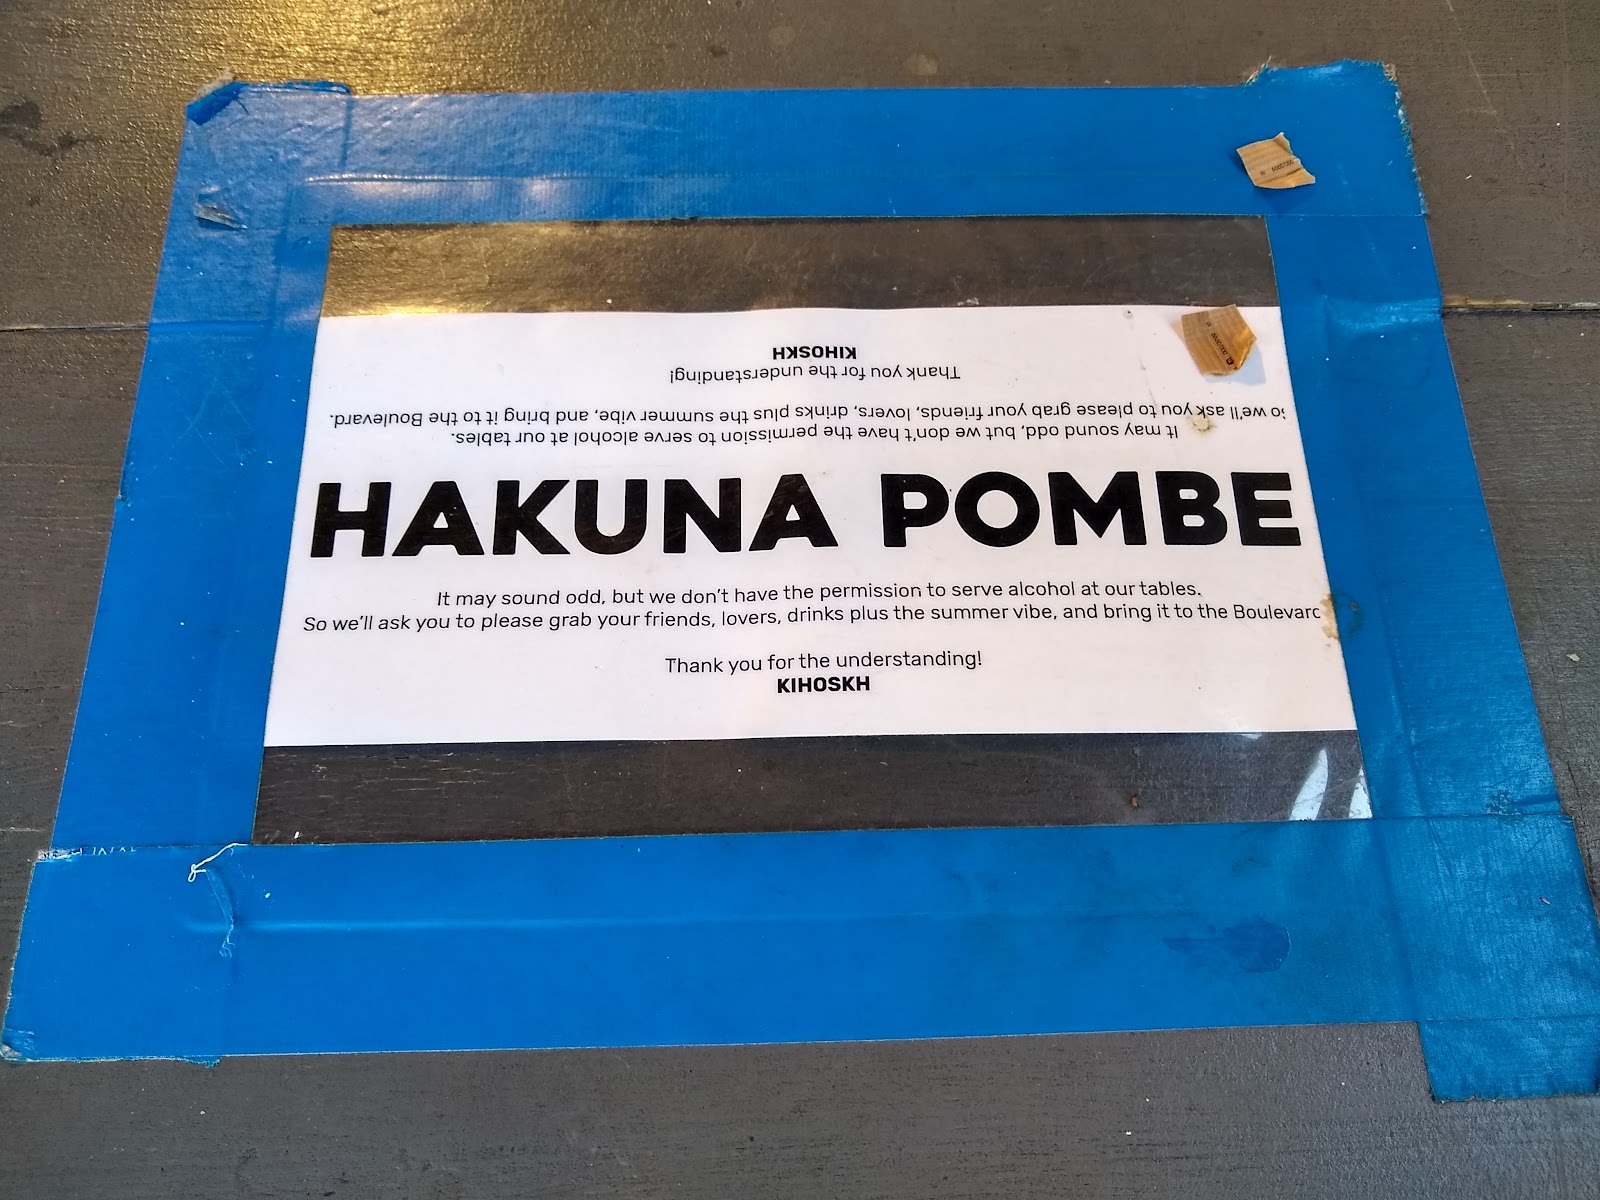 KIHOSKH
Thank you for the understanding!
So we'll ask you to please grab your friends, lovers, drinks plus the summer vibe, and bring it to the Boulevard.
It may sound odd, but we don't have the permission to serve alcohol at our tables.
HAKUNA POMBE
It may sound odd, but we don't have the permission to serve alcohol at our tables.
So we'll ask you to please grab your friends, lovers, drinks plus the summer vibe, and bring it to the Boulevard
Thank you for the understanding!
KIHOSKH